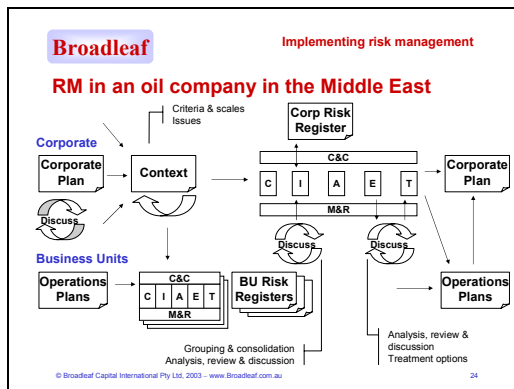 Broadleaf
Implementing risk management
RM in an oil company in the Middle East
Criteria & scales
Issues
Corp Risk
Register
Corporate
Corporate
Plan
Context
C&C
C I A E T
M&R
Corporate
Plan
Discuss
Discuss
Discuss
Business Units
Operations
Plans
C&C
C I A E T
M&R
BU Risk
Registers
Operations
Plans
Grouping & consolidation
Analysis, review & discussion
Analysis, review &
discussion
Treatment options
© Broadleaf Capital International Pty Ltd, 2003 – www.Broadleaf.com.au
24